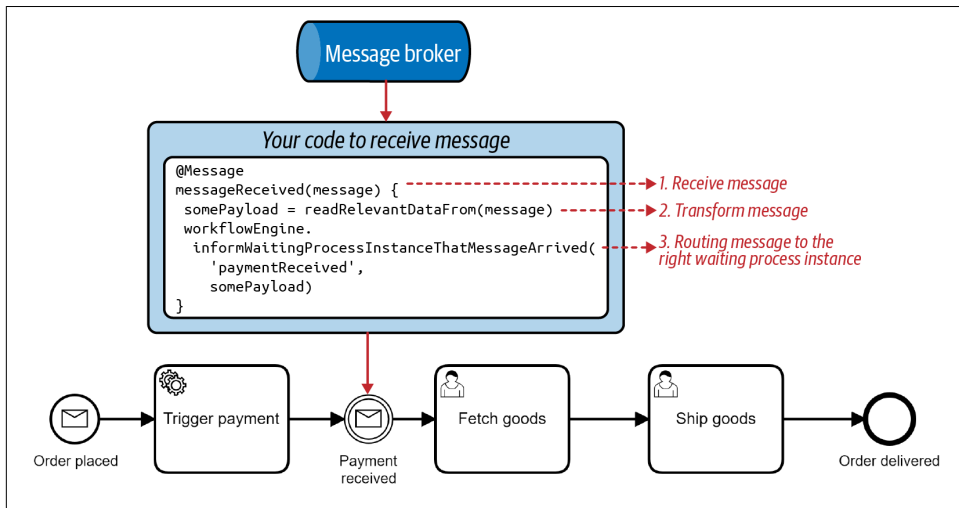 Message broker
Your code to receive message
@Message
messageReceived(message) {
somePayload = readRelevantDataFrom(message)
workflowEngine.
informWaitingProcessInstanceThatMessageArrived(
'paymentReceived',
somePayload)
}
1. Receive message
2. Transform message
3. Routing message to the
right waiting process instance
Trigger payment
Fetch goods
Ship goods
Order placed
Payment
received
Order delivered